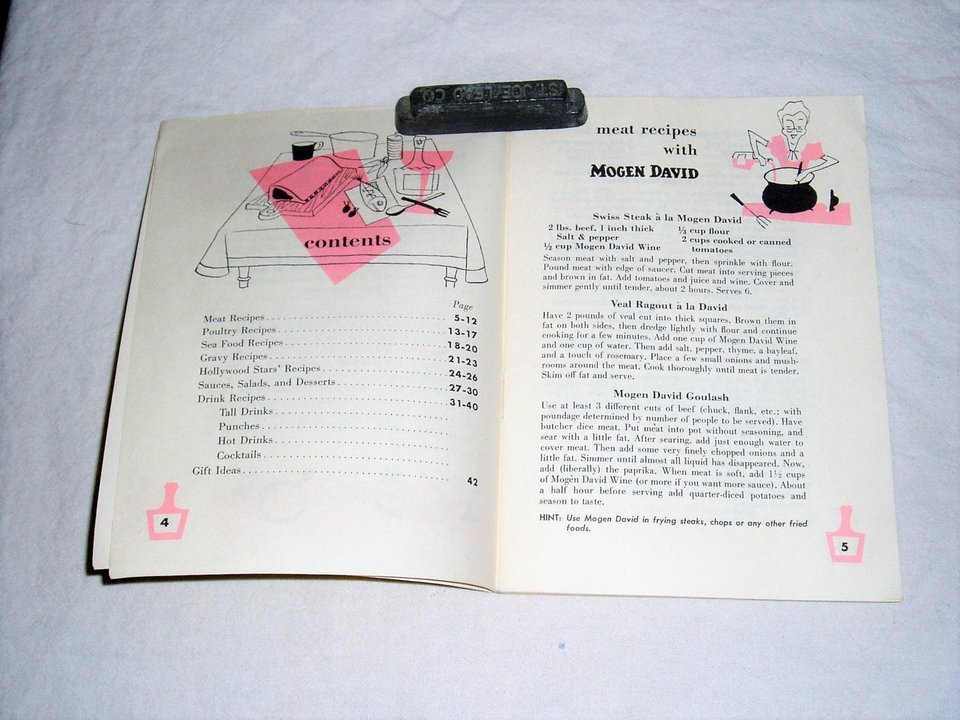 ST. JOE LEAD CO
contents
Page
Meat Recipes 5-12
Poultry Recipes 13-17
Sea Food Recipes 18-20
Gravy Recipes 21-23
Hollywood Stars' Recipes 24-26
Sauces, Salads, and Desserts 27-30
Drink Recipes 31-40
Tall Drinks
Punches
Hot Drinks
Cocktails
Gift Ideas 42
4
meat recipes
with
MOGEN DAVID
Swiss Steak à la Mogen David
2 lbs. beef, 1 inch thick
Salt & pepper
½ cup Mogen David Wine
⅓ cup flour
2 cups cooked or canned
tomatoes
Season meat with salt and pepper, then sprinkle with flour.
Pound meat with edge of saucer. Cut meat into serving pieces
and brown in fat. Add tomatoes and juice and wine. Cover and
simmer gently until tender, about 2 hours. Serves 6.
Veal Ragout à la David
Have 2 pounds of veal cut into thick squares. Brown them in
fat on both sides, then dredge lightly with flour and continue
cooking for a few minutes. Add one cup of Mogen David Wine
and one cup of water. Then add salt, pepper, thyme, a bayleaf,
and a touch of rosemary. Place a few small onions and mush-
rooms around the meat. Cook thoroughly until meat is tender.
Skim off fat and serve.
Mogen David Goulash
Use at least 3 different cuts of beef (chuck, flank, etc.; with
poundage determined by number of people to be served). Have
butcher dice meat. Put meat into pot without seasoning, and
sear with a little fat. After searing, add just enough water to
cover meat. Then add some very finely chopped onions and a
little fat. Simmer until almost all liquid has disappeared. Now,
add (liberally) the paprika. When meat is soft, add 1½ cups
of Mogen David Wine (or more if you want more sauce). About
a half hour before serving add quarter-diced potatoes and
season to taste.
HINT: Use Mogen David in frying steaks, chops or any other fried
foods.
5